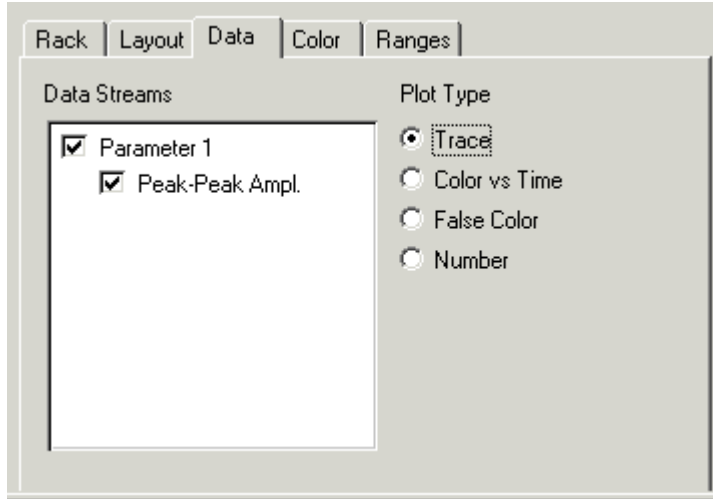 Rack Layout Data Color Ranges
Data Streams
Parameter 1
Peak-Peak Ampl.
Plot Type
Trace
Color vs Time
False Color
Number